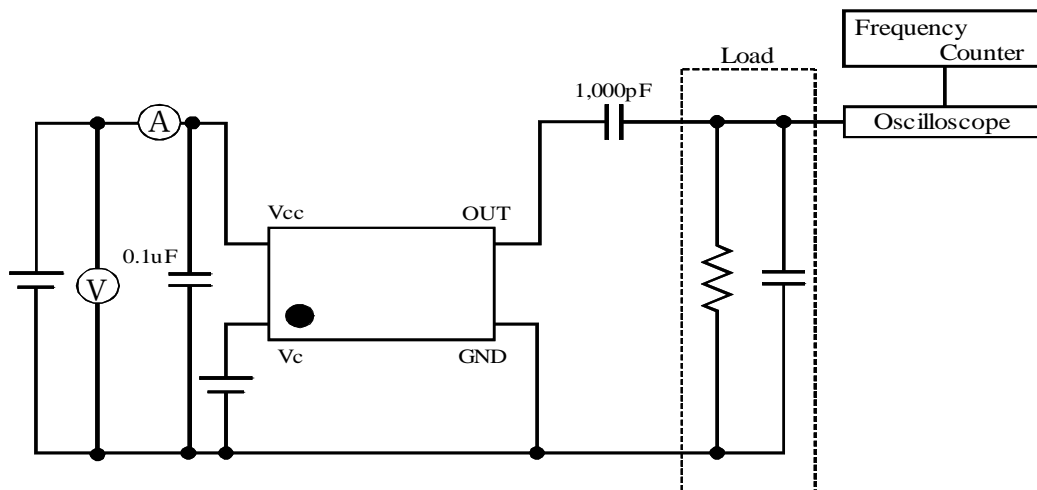 Frequency
Counter
Load
1,000pF
Oscilloscope
A
Vcc
OUT
0.1uF
V
Vc
GND